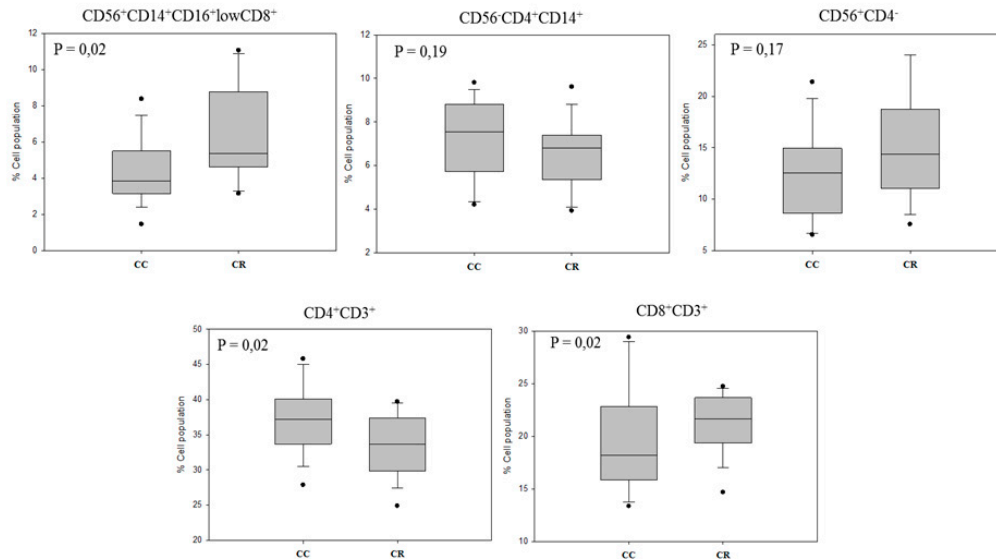 CD56⁺CD14⁺CD16⁺lowCD8⁺
P = 0,02
% Cell population
12
10
8
6
4
2
0
CC CR
CD56⁻CD4⁺CD14⁺
P = 0,19
% Cell population
12
10
8
6
4
2
CC CR
CD56⁺CD4⁻
P = 0,17
% Cell population
25
20
15
10
5
CC CR
CD4⁺CD3⁺
P = 0,02
% Cell population
50
45
40
35
30
25
20
CC CR
CD8⁺CD3⁺
P = 0,02
% Cell population
30
25
20
15
10
CC CR